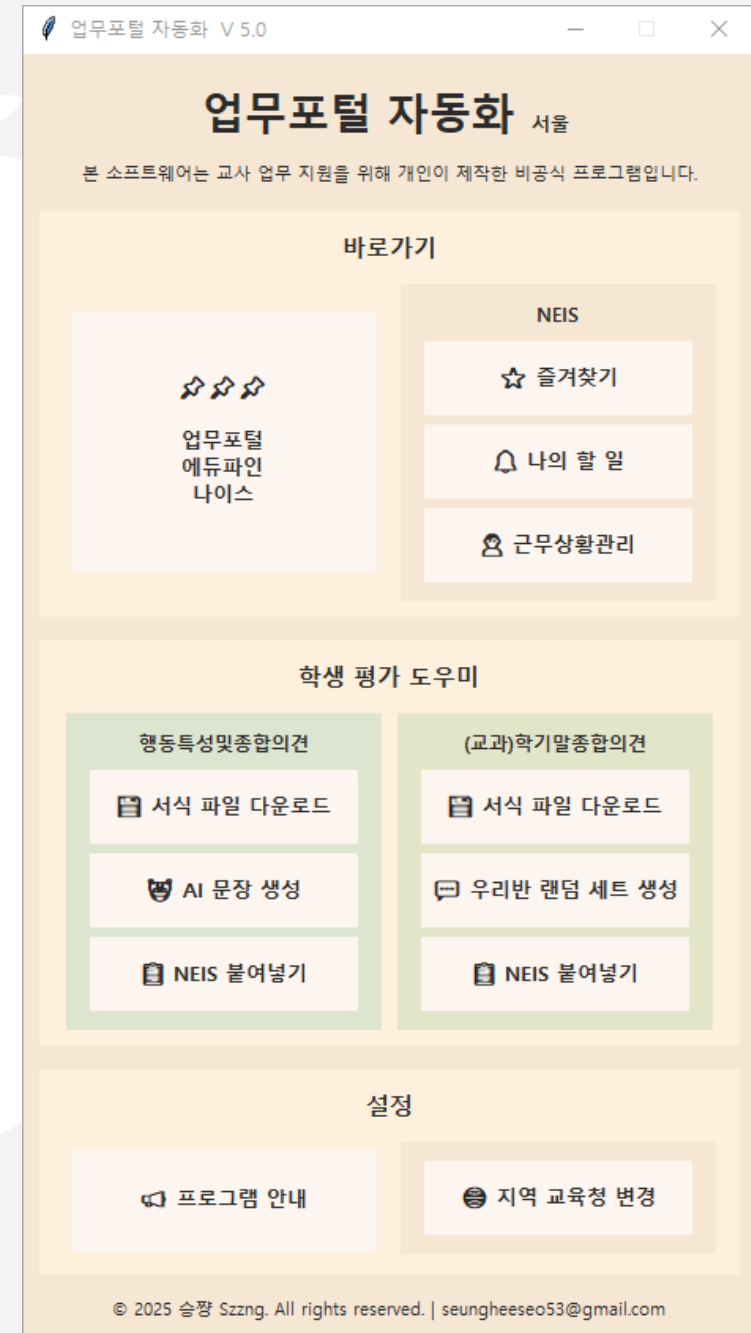 업무포털 자동화 V 5.0
업무포털 자동화 서울
본 소프트웨어는 교사 업무 지원을 위해 개인이 제작한 비공식 프로그램입니다.
바로가기
업무포털
에듀파인
나이스
NEIS
즐겨찾기
나의 할 일
근무상황관리
학생 평가 도우미
행동특성및종합의견
서식 파일 다운로드
AI 문장 생성
NEIS 붙여넣기
(교과)학기말종합의견
서식 파일 다운로드
우리반 랜덤 세트 생성
NEIS 붙여넣기
설정
프로그램 안내
지역 교육청 변경
© 2025 승쨩 Szzng. All rights reserved. | seungheeseo53@gmail.com